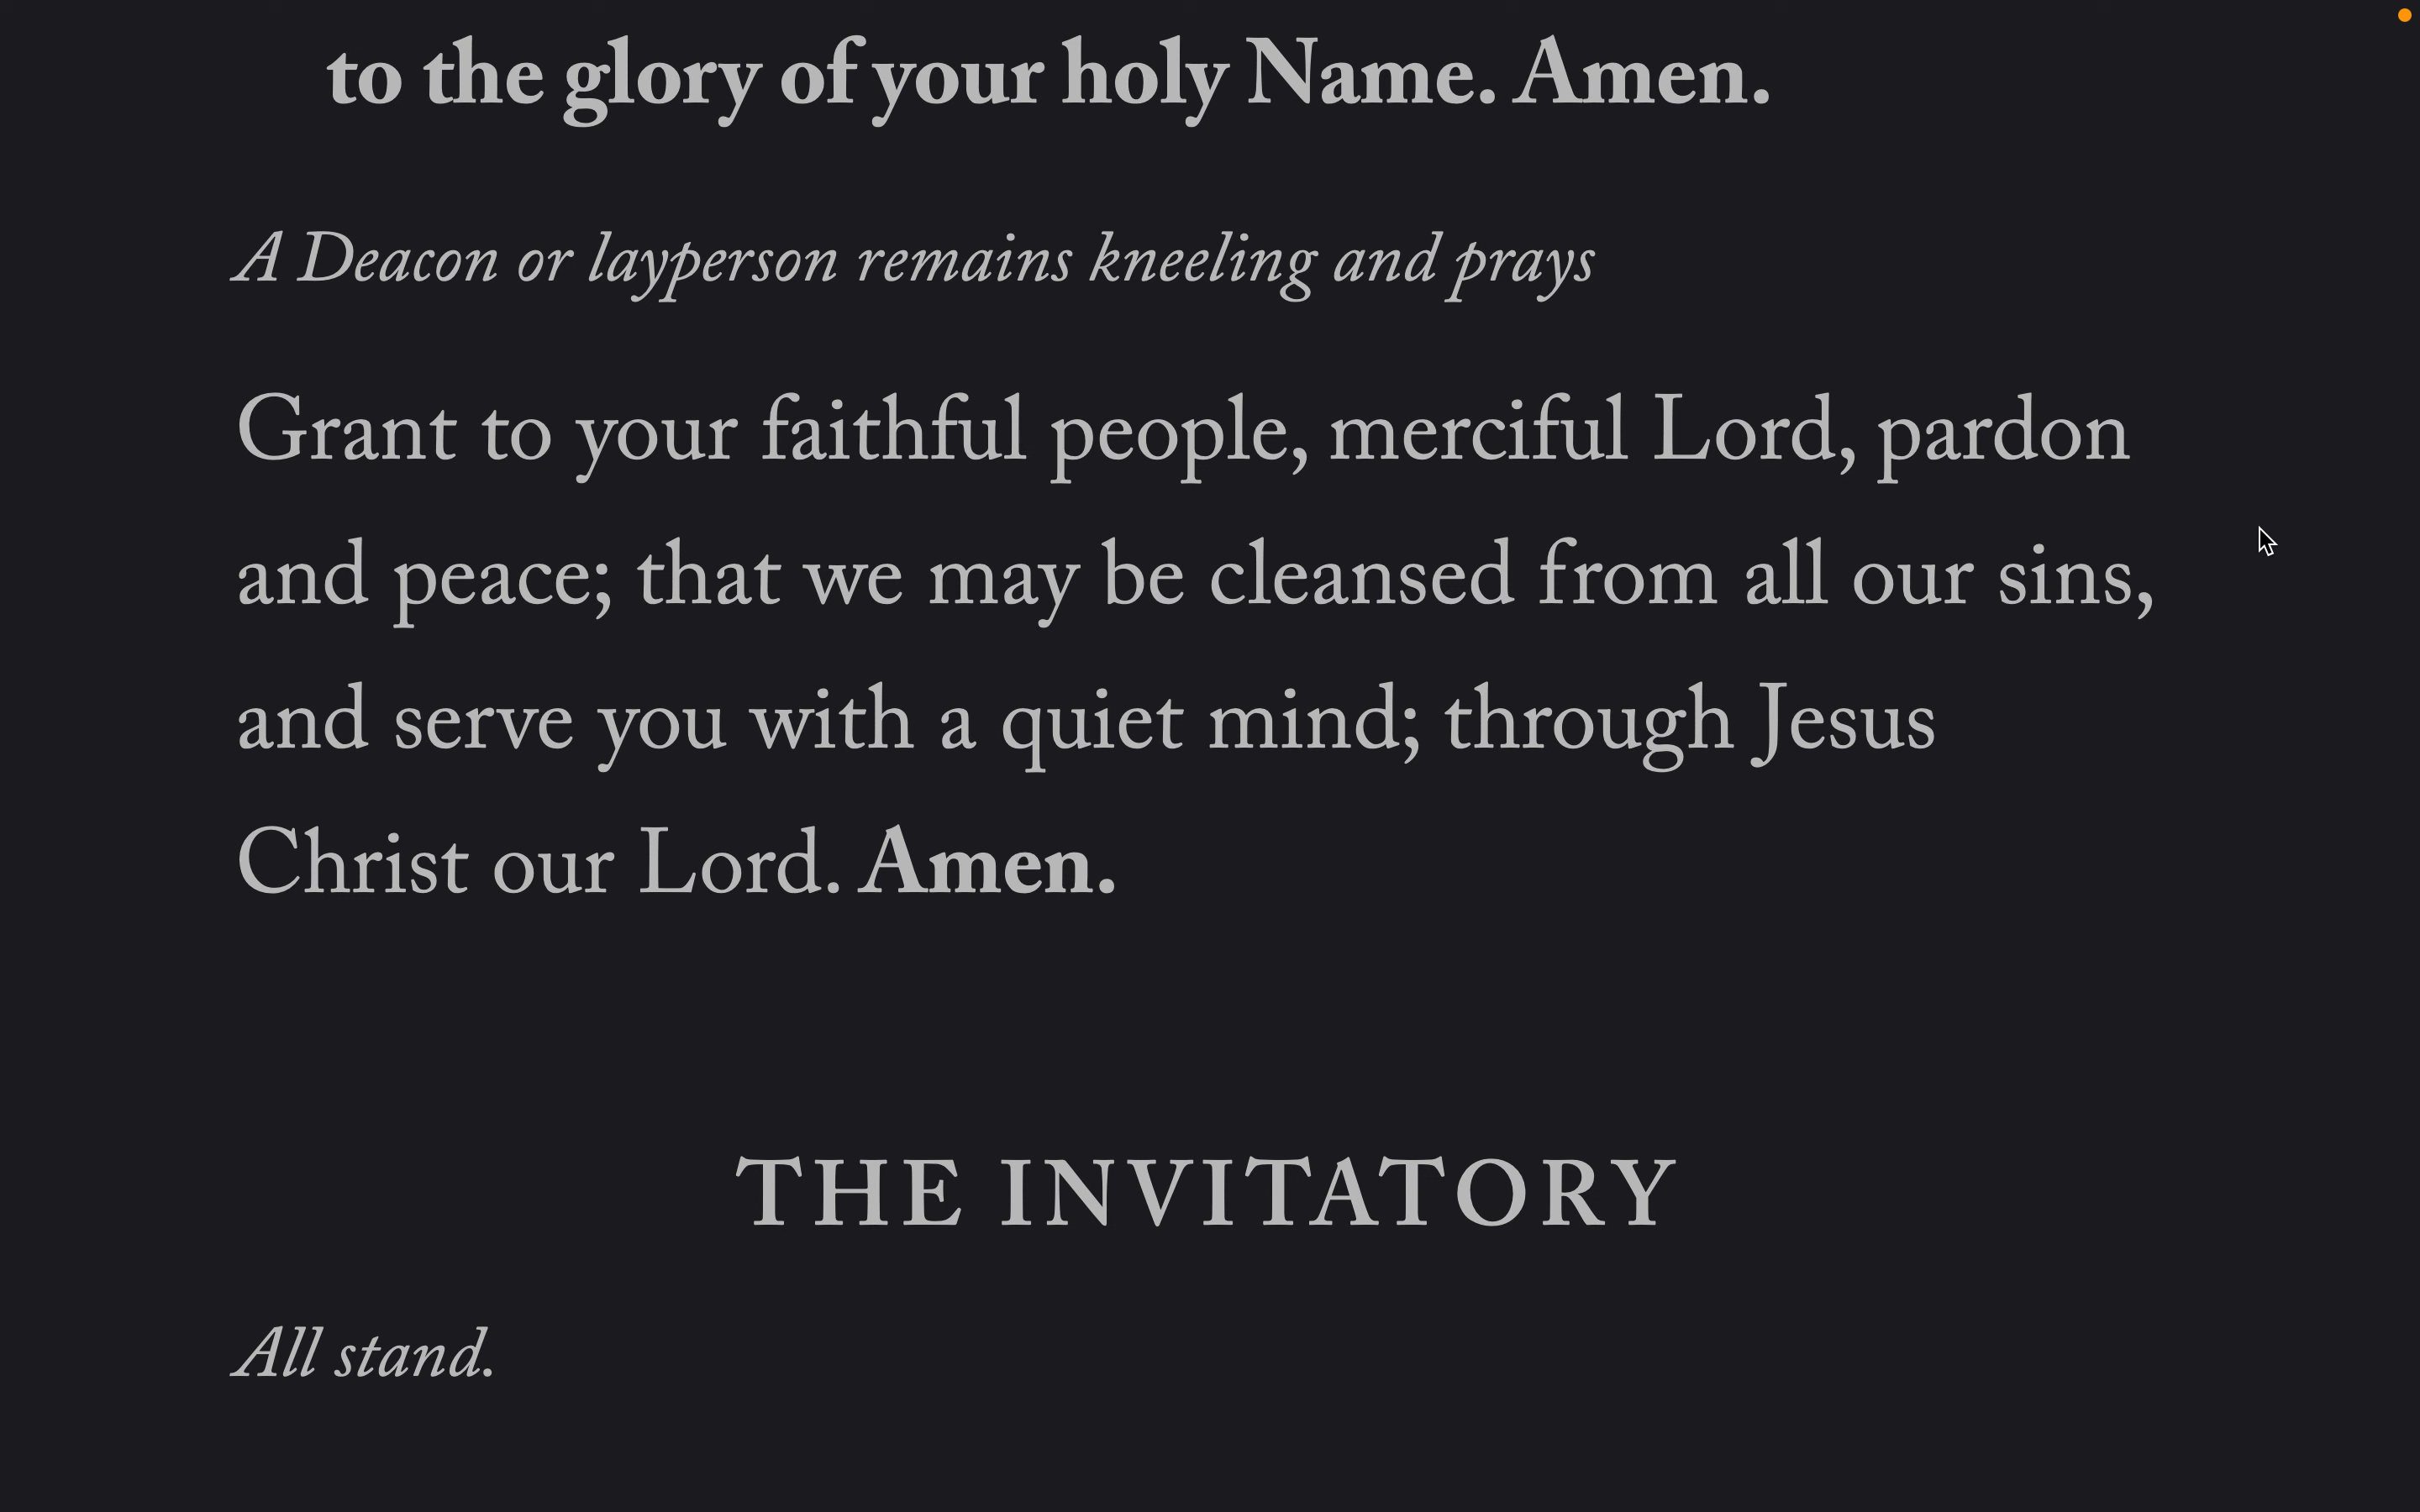 to the glory of your holy Name. Amen.
A Deacon or layperson remains kneeling and prays
Grant to your faithful people, merciful Lord, pardon
and peace; that we may be cleansed from all our sins,
and serve you with a quiet mind; through Jesus
Christ our Lord. Amen.
THE INVITATORY
All stand.